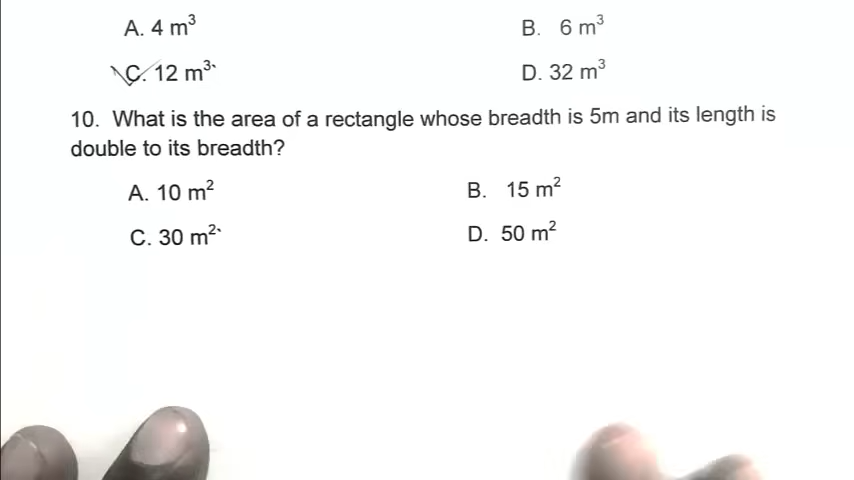 A. 4 m³ B. 6 m³
C. 12 m³ D. 32 m³
10. What is the area of a rectangle whose breadth is 5m and its length is
double to its breadth?
A. 10 m² B. 15 m²
C. 30 m² D. 50 m²